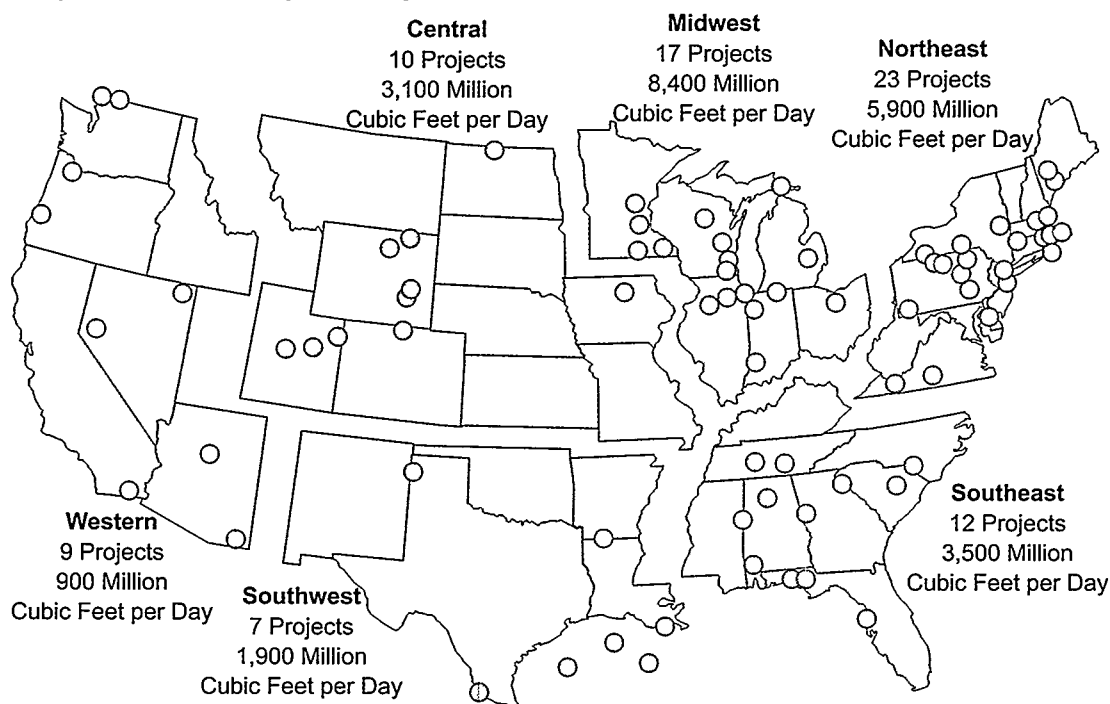 Central
10 Projects
3,100 Million
Cubic Feet per Day
Midwest
17 Projects
8,400 Million
Cubic Feet per Day
Northeast
23 Projects
5,900 Million
Cubic Feet per Day
Western
9 Projects
900 Million
Cubic Feet per Day
Southwest
7 Projects
1,900 Million
Cubic Feet per Day
Southeast
12 Projects
3,500 Million
Cubic Feet per Day